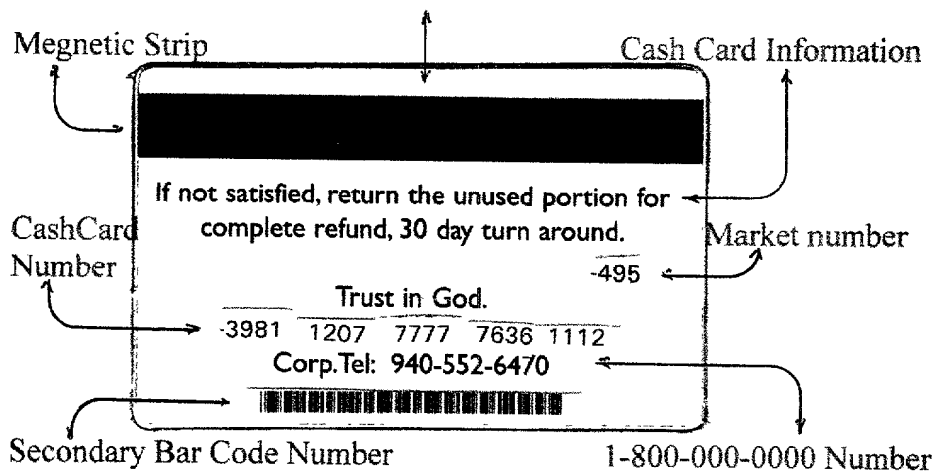 Megnetic Strip
Cash Card Information
If not satisfied, return the unused portion for
complete refund, 30 day turn around.
CashCard
Number
Market number
-495
Trust in God.
-3981 1207 7777 7636 1112
Corp.Tel: 940-552-6470
Secondary Bar Code Number
1-800-000-0000 Number